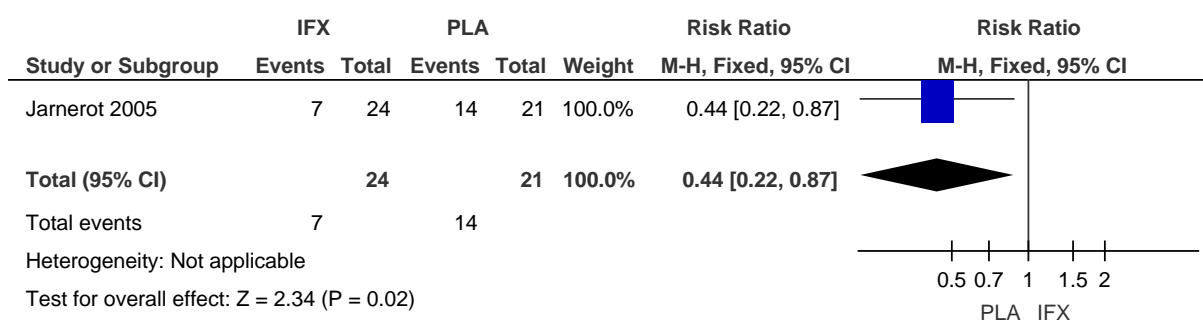 IFX PLA Risk Ratio Risk Ratio
Study or Subgroup Events Total Events Total Weight M-H, Fixed, 95% CI M-H, Fixed, 95% CI
Jarnerot 2005 7 24 14 21 100.0% 0.44 [0.22, 0.87]
Total (95% CI) 24 21 100.0% 0.44 [0.22, 0.87]
Total events 7 14
Heterogeneity: Not applicable
Test for overall effect: Z = 2.34 (P = 0.02)
0.5 0.7 1 1.5 2
PLA IFX